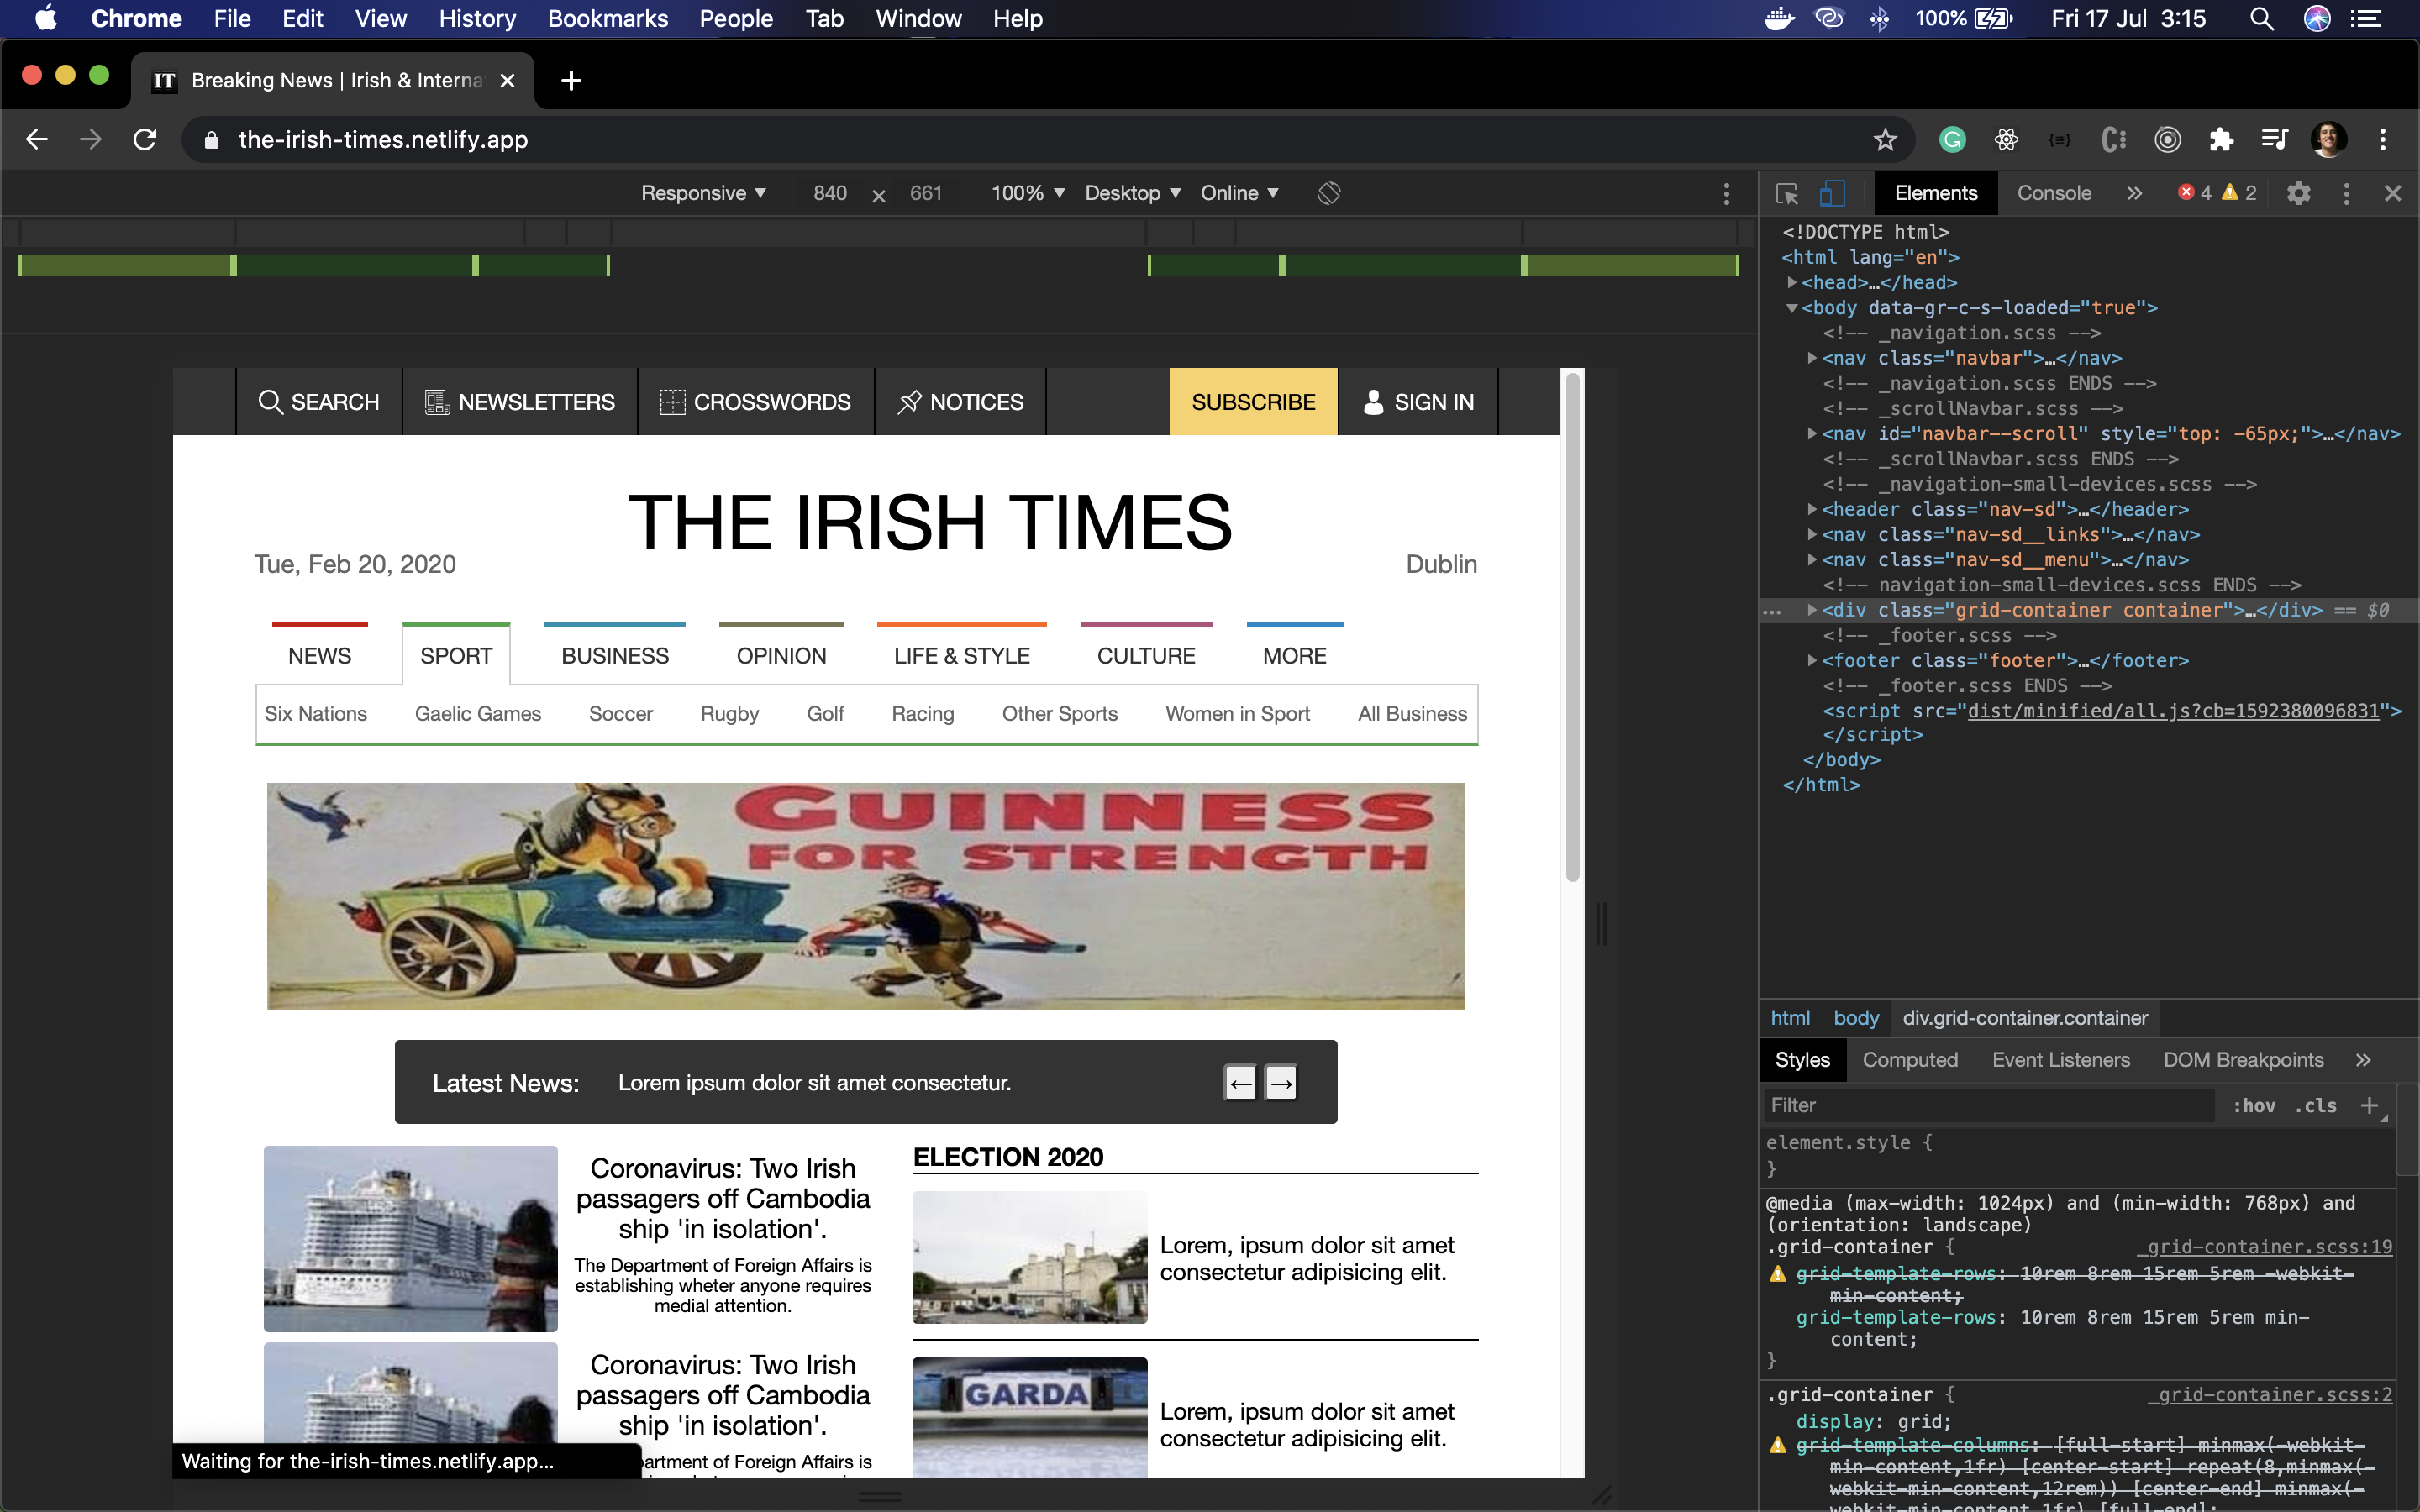 Chrome File Edit View History Bookmarks People Tab Window Help 100% Fri 17 Jul 3:15
IT Breaking News | Irish & Interna
the-irish-times.netlify.app
Responsive 840 × 661 100% Desktop Online
Elements Console 4 2
SEARCH NEWSLETTERS CROSSWORDS NOTICES SUBSCRIBE SIGN IN
THE IRISH TIMES
Tue, Feb 20, 2020
Dublin
NEWS SPORT BUSINESS OPINION LIFE & STYLE CULTURE MORE
Six Nations Gaelic Games Soccer Rugby Golf Racing Other Sports Women in Sport All Business
GUINNESS
FOR STRENGTH
Latest News: Lorem ipsum dolor sit amet consectetur. ← →
Coronavirus: Two Irish
passagers off Cambodia
ship 'in isolation'.
The Department of Foreign Affairs is
establishing wheter anyone requires
medial attention.
Coronavirus: Two Irish
passagers off Cambodia
ship 'in isolation'.
partment of Foreign Affairs is
ELECTION 2020
Lorem, ipsum dolor sit amet
consectetur adipisicing elit.
GARDA
Lorem, ipsum dolor sit amet
consectetur adipisicing elit.
Waiting for the-irish-times.netlify.app...
<!DOCTYPE html>
<html lang="en">
<head>…</head>
<body data-gr-c-s-loaded="true">
<!-- _navigation.scss -->
<nav class="navbar">…</nav>
<!-- _navigation.scss ENDS -->
<!-- _scrollNavbar.scss -->
<nav id="navbar--scroll" style="top: -65px;">…</nav>
<!-- _scrollNavbar.scss ENDS -->
<!-- _navigation-small-devices.scss -->
<header class="nav-sd">…</header>
<nav class="nav-sd__links">…</nav>
<nav class="nav-sd__menu">…</nav>
<!-- navigation-small-devices.scss ENDS -->
<div class="grid-container container">…</div> == $0
<!-- _footer.scss -->
<footer class="footer">…</footer>
<!-- _footer.scss ENDS -->
<script src="dist/minified/all.js?cb=1592380096831">
</script>
</body>
</html>
html body div.grid-container.container
Styles Computed Event Listeners DOM Breakpoints
Filter :hov .cls +
element.style {
}
@media (max-width: 1024px) and (min-width: 768px) and
(orientation: landscape)
.grid-container { _grid-container.scss:19
grid-template-rows: 10rem 8rem 15rem 5rem -webkit-
min-content;
grid-template-rows: 10rem 8rem 15rem 5rem min-
content;
}
.grid-container { _grid-container.scss:2
display: grid;
grid-template-columns: [full-start] minmax(-webkit-
min-content,1fr) [center-start] repeat(8,minmax(-
webkit-min-content,12rem)) [center-end] minmax(-
webkit-min-content,1fr) [full-end];